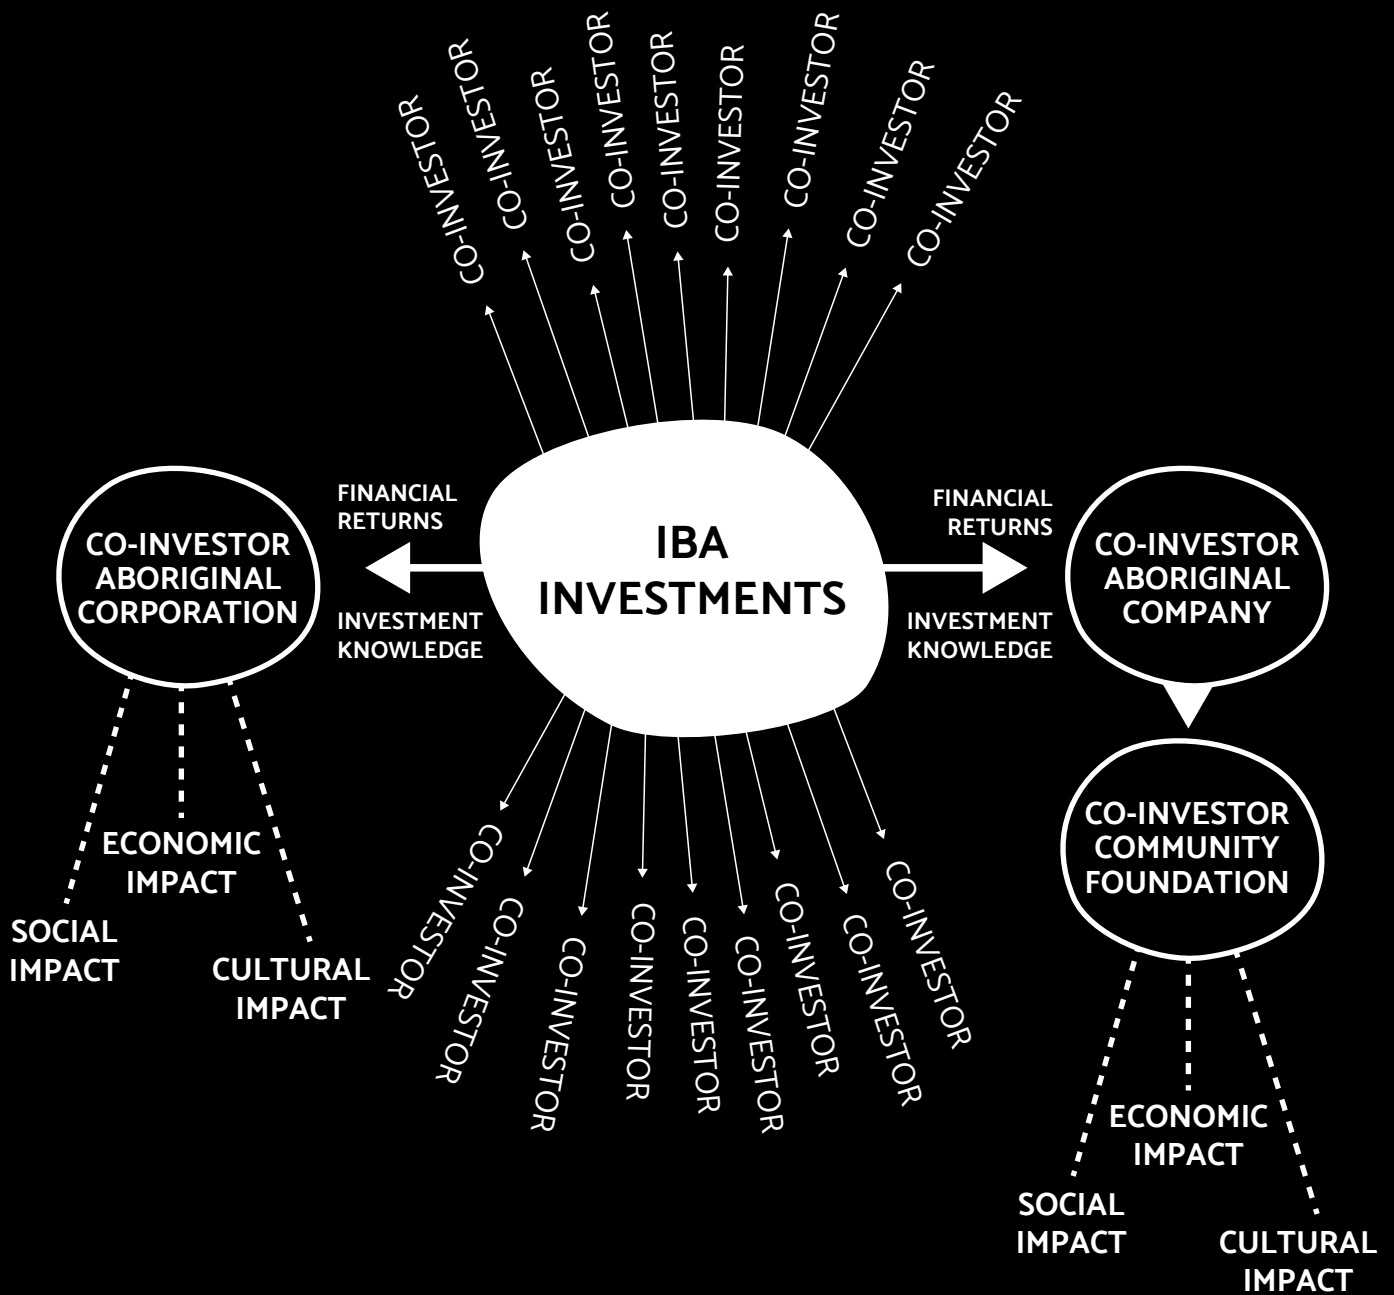 CO-INVESTOR
CO-INVESTOR
CO-INVESTOR
CO-INVESTOR
CO-INVESTOR
CO-INVESTOR
CO-INVESTOR
CO-INVESTOR
CO-INVESTOR
CO-INVESTOR
ABORIGINAL
CORPORATION
FINANCIAL
RETURNS
INVESTMENT
KNOWLEDGE
IBA
INVESTMENTS
FINANCIAL
RETURNS
INVESTMENT
KNOWLEDGE
CO-INVESTOR
ABORIGINAL
COMPANY
SOCIAL
IMPACT
ECONOMIC
IMPACT
CULTURAL
IMPACT
CO-INVESTOR
CO-INVESTOR
CO-INVESTOR
CO-INVESTOR
CO-INVESTOR
CO-INVESTOR
CO-INVESTOR
CO-INVESTOR
CO-INVESTOR
CO-INVESTOR
COMMUNITY
FOUNDATION
SOCIAL
IMPACT
ECONOMIC
IMPACT
CULTURAL
IMPACT